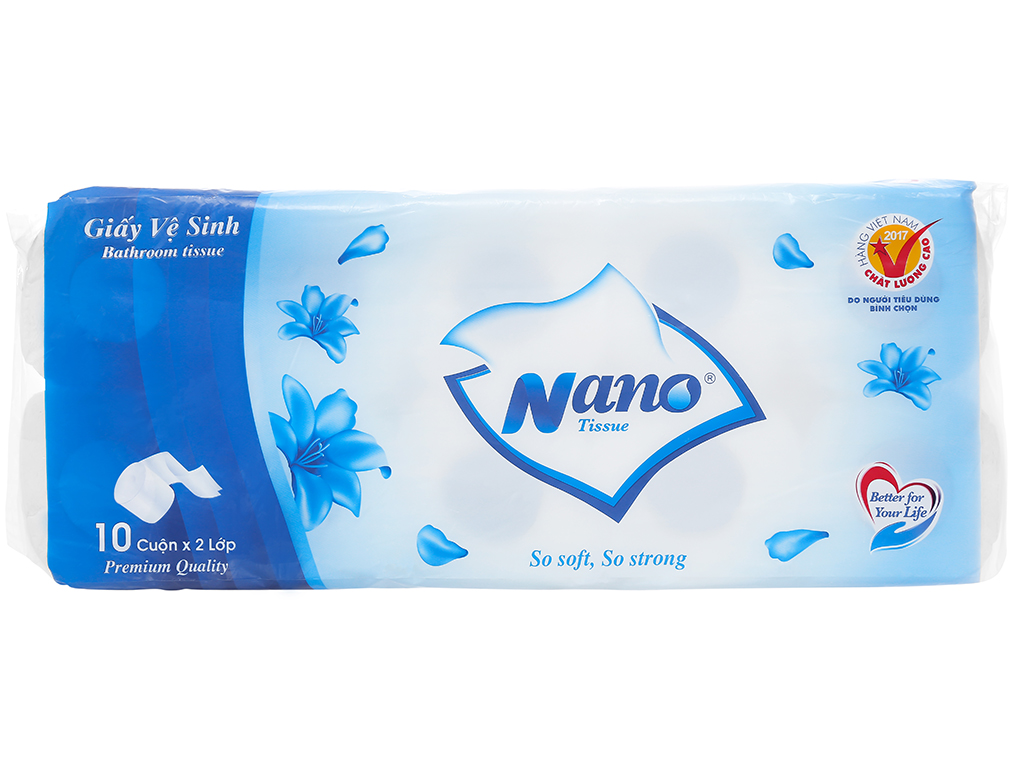 Giấy Vệ Sinh
Bathroom tissue
10 Cuộn x 2 Lớp
Premium Quality
Nano®
Tissue
So soft, So strong
HÀNG VIỆT NAM
2017
CHẤT LƯỢNG CAO
DO NGƯỜI TIÊU DÙNG
BÌNH CHỌN
Better for
Your Life